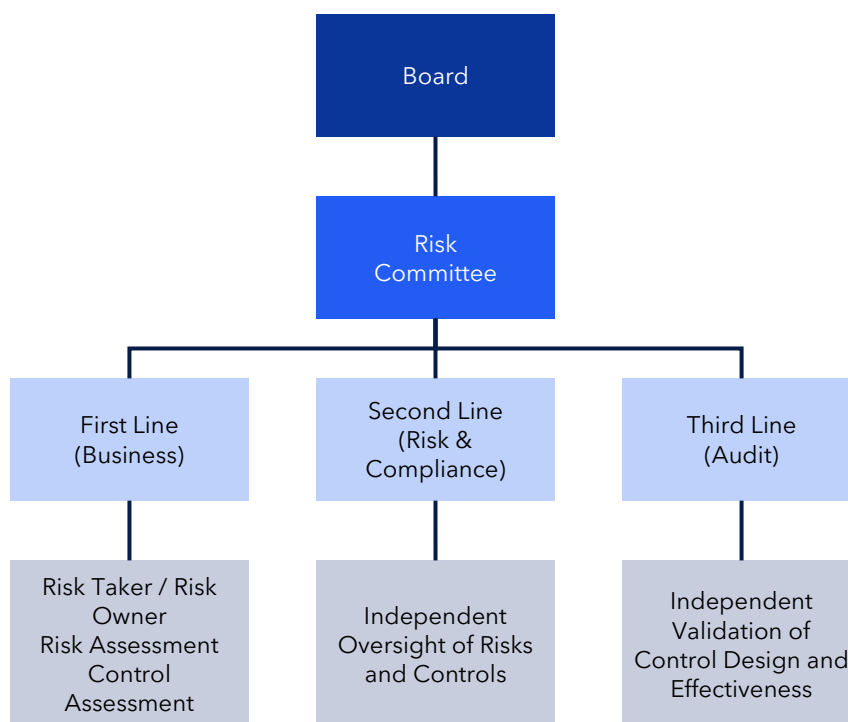 Board
Risk
Committee
First Line
(Business)
Second Line
(Risk &
Compliance)
Third Line
(Audit)
Risk Taker / Risk
Owner
Risk Assessment
Control
Assessment
Independent
Oversight of Risks
and Controls
Independent
Validation of
Control Design and
Effectiveness